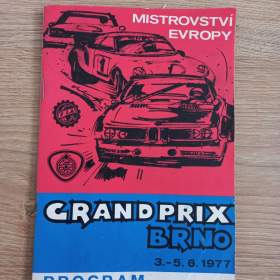 MISTROVSTVÍ
EVROPY
GRAND PRIX
BRNO
3.-5.6.1977
PROGRAM